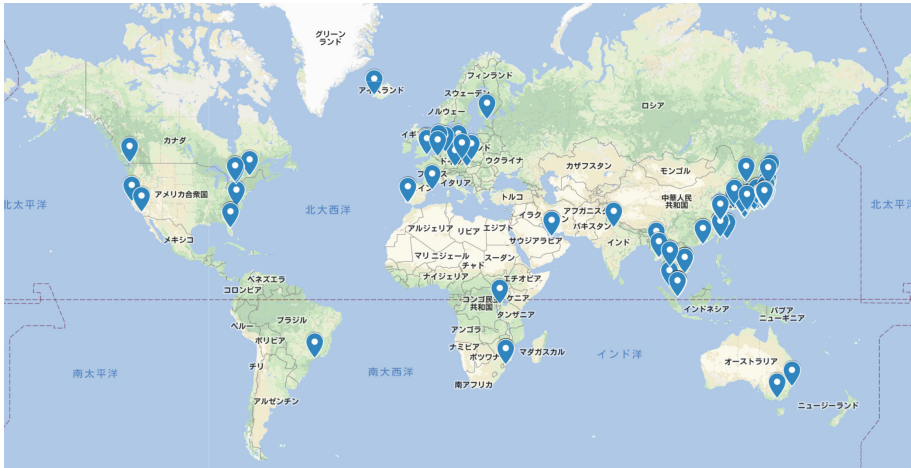 グリーン
ランド
フィンランド
アイスランド
スウェーデン
ロシア
ノルウェー
カナダ
イギ
ンド
ウクライナ
ドイ
カザフスタン
モンゴル
フ
ス
イタリア
アメリカ合衆国
北太平洋
北大西洋
トルコ
中華人民
共和国
北太平
イラク
アフガニス
ン
パキスタン
アルジェリア
リビア
エジプト
サウジアラビア
インド
メキシコ
マリ
ニジェール
チャド
スーダン
ナイジェリア
エチオピア
ベネズエラ
コロンビア
コンゴ民主
共和国
ケニア
タンザニア
インドネシア
パプア
ニューギニア
ブラジル
ペルー
ボリビア
アンゴラ
ナミビア
ボツワナ
マダガスカル
インド洋
オーストラリア
チリ
南太平洋
南大西洋
南アフリカ
アルゼンチン
ニュージーランド